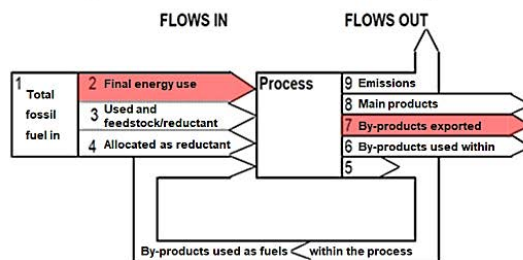 FLOWS IN
FLOWS OUT
1
Total
fossil
fuel in
2 Final energy use
3 Used and
feedstock/reductant
4 Allocated as reductant
Process
9 Emissions
8 Main products
7 By-products exported
6 By-products used within
5
By-products used as fuels within the process